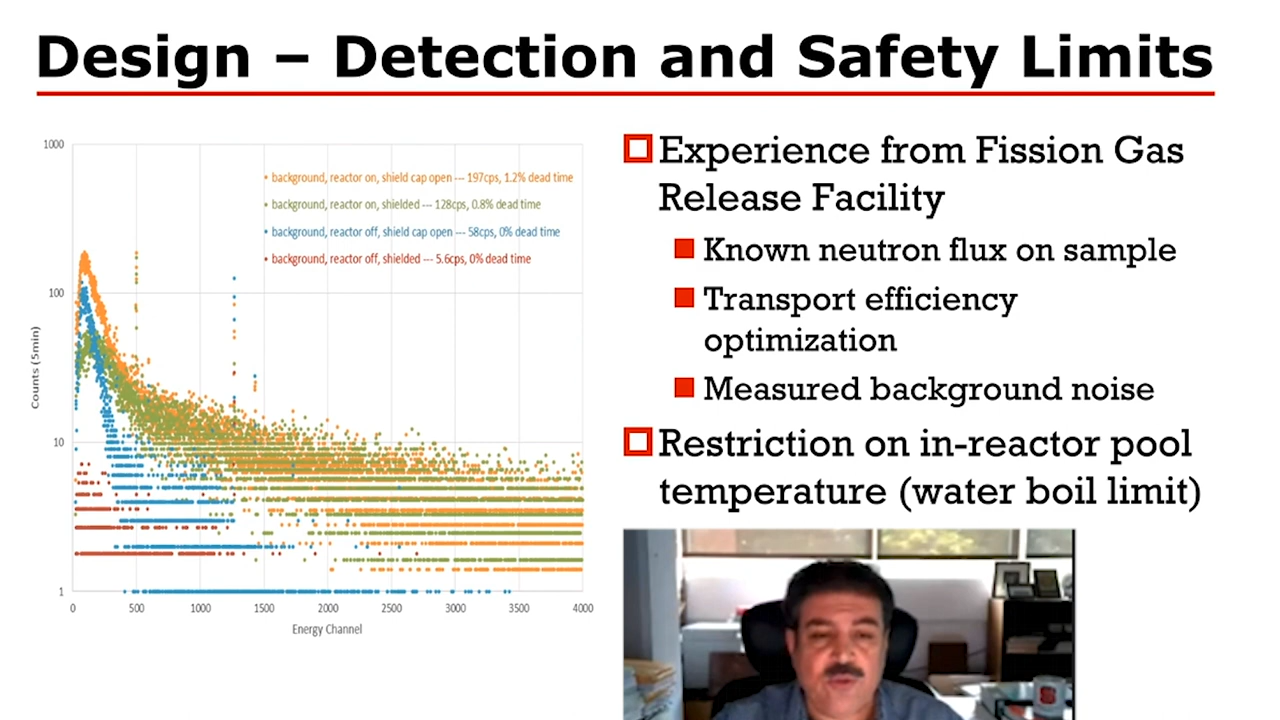 Design – Detection and Safety Limits
1000
100
10
1
Counts (5min)
• background, reactor on, shield cap open --- 197cps, 1.2% dead time
• background, reactor on, shielded --- 128cps, 0.8% dead time
• background, reactor off, shield cap open --- 58cps, 0% dead time
• background, reactor off, shielded --- 5.6cps, 0% dead time
0 500 1000 1500 2000 2500 3000 3500 4000
Energy Channel
Experience from Fission Gas
Release Facility
Known neutron flux on sample
Transport efficiency
optimization
Measured background noise
Restriction on in-reactor pool
temperature (water boil limit)